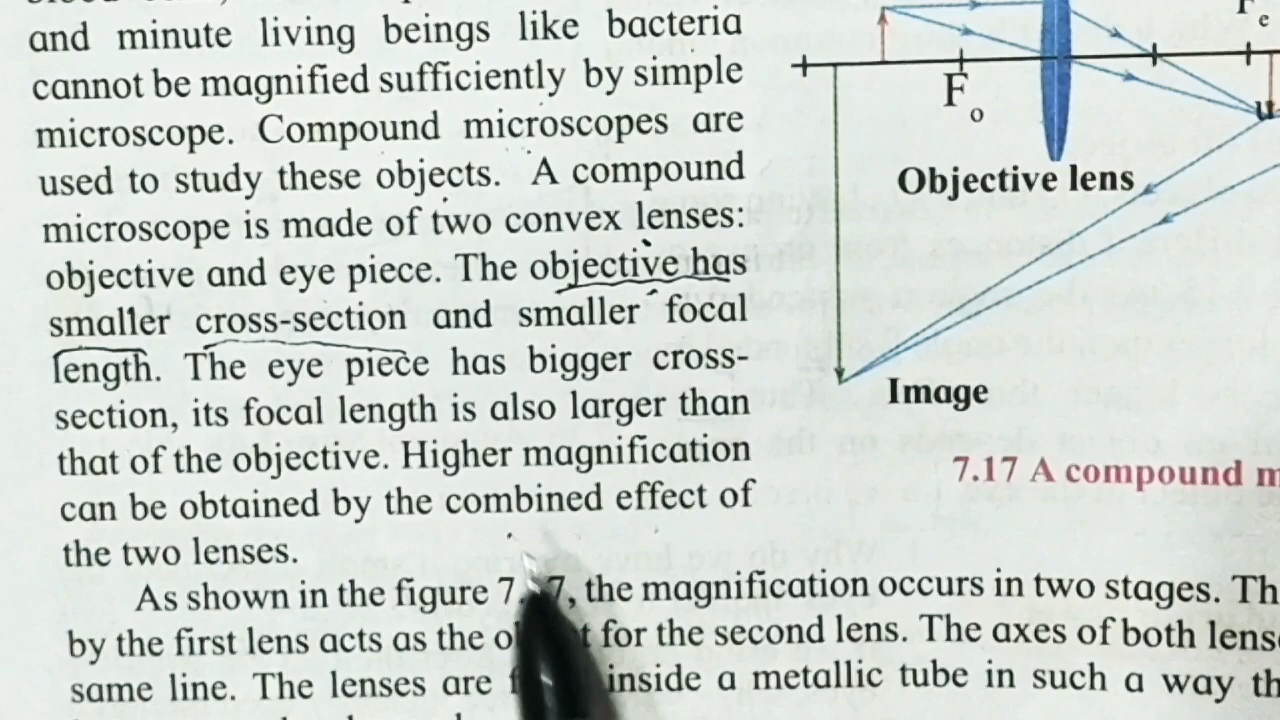 and minute living beings like bacteria
cannot be magnified sufficiently by simple
microscope. Compound microscopes are
used to study these objects. A compound
microscope is made of two convex lenses:
objective and eye piece. The objective has
smaller cross-section and smaller focal
length. The eye piece has bigger cross-
section, its focal length is also larger than
that of the objective. Higher magnification
can be obtained by the combined effect of
the two lenses.
As shown in the figure the magnification occurs in two stages. Th
by the first lens acts as the for the second lens. The axes of both lens
same line. The lenses are inside a metallic tube in such a way th
F e
F o
Objective lens
Image
7.17 A compound m